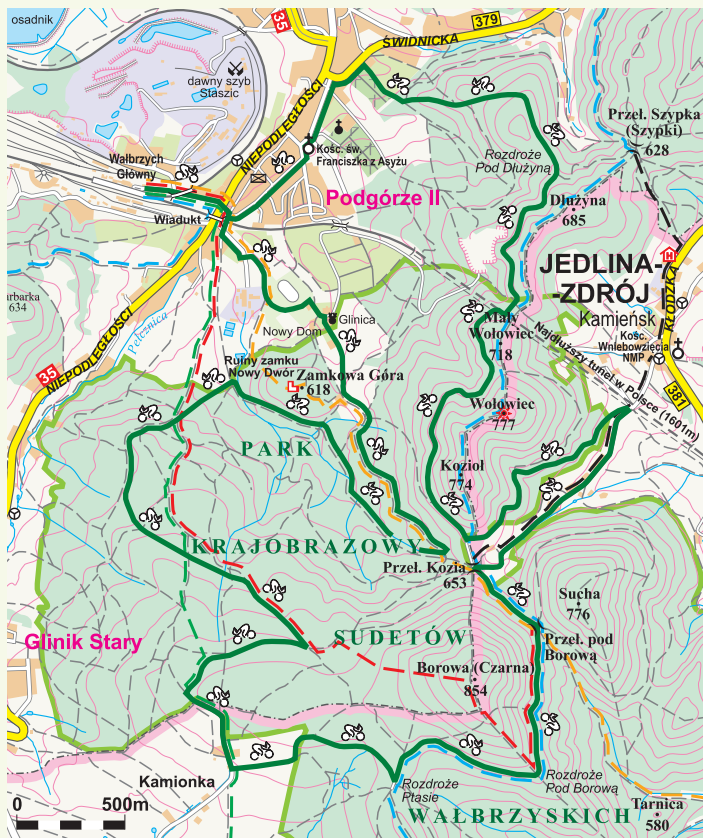 osadnik
35
379
ŚWIDNICKA
dawny szyb
Staszic
NIEPODLEGŁOŚCI
Przeł. Szypka
(Szypki)
628
Kośc. św.
Franciszka z Asyżu
Rozdroże
Pod Dłużyną
Wałbrzych
Główny
Podgórze II
Dłużyna
685
Wiadukt
JEDLINA-
-ZDRÓJ
Kamieńsk
H
KŁODZKA
Kośc.
Wniebowzięcia
NMP
634
Pełcznica
NIEPODLEGŁOŚCI
35
Nowy Dom
Glinica
Mały
Wołowiec
718
Najdłuższy tunel w Polsce (1601m)
381
Ruiny zamku
Nowy Dwór
Zamkowa Góra
618
Wołowiec
777
PARK
Kozioł
774
KRAJOBRAZOWY
Przeł. Kozia
653
Sucha
776
Glinik Stary
SUDETÓW
Przeł. pod
Borową
Borowa (Czarna)
854
Kamionka
Rozdroże
Ptasie
Rozdroże
Pod Borową
WAŁBRZYSKICH
Tarnica
580
0 500m